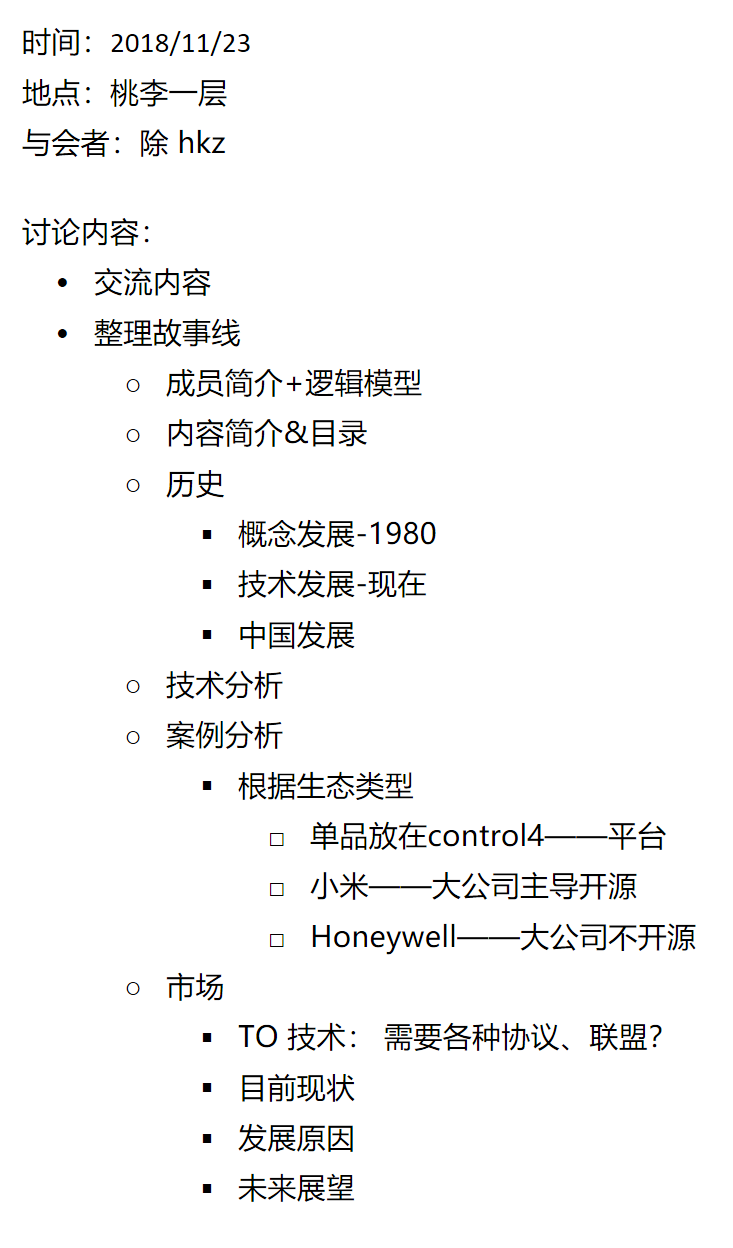 时间：2018/11/23
地点：桃李一层
与会者：除 hkz
讨论内容：
• 交流内容
• 整理故事线
○ 成员简介+逻辑模型
○ 内容简介&目录
○ 历史
▪ 概念发展-1980
▪ 技术发展-现在
▪ 中国发展
○ 技术分析
○ 案例分析
▪ 根据生态类型
□ 单品放在control4——平台
□ 小米——大公司主导开源
□ Honeywell——大公司不开源
○ 市场
▪ TO 技术： 需要各种协议、联盟？
▪ 目前现状
▪ 发展原因
▪ 未来展望